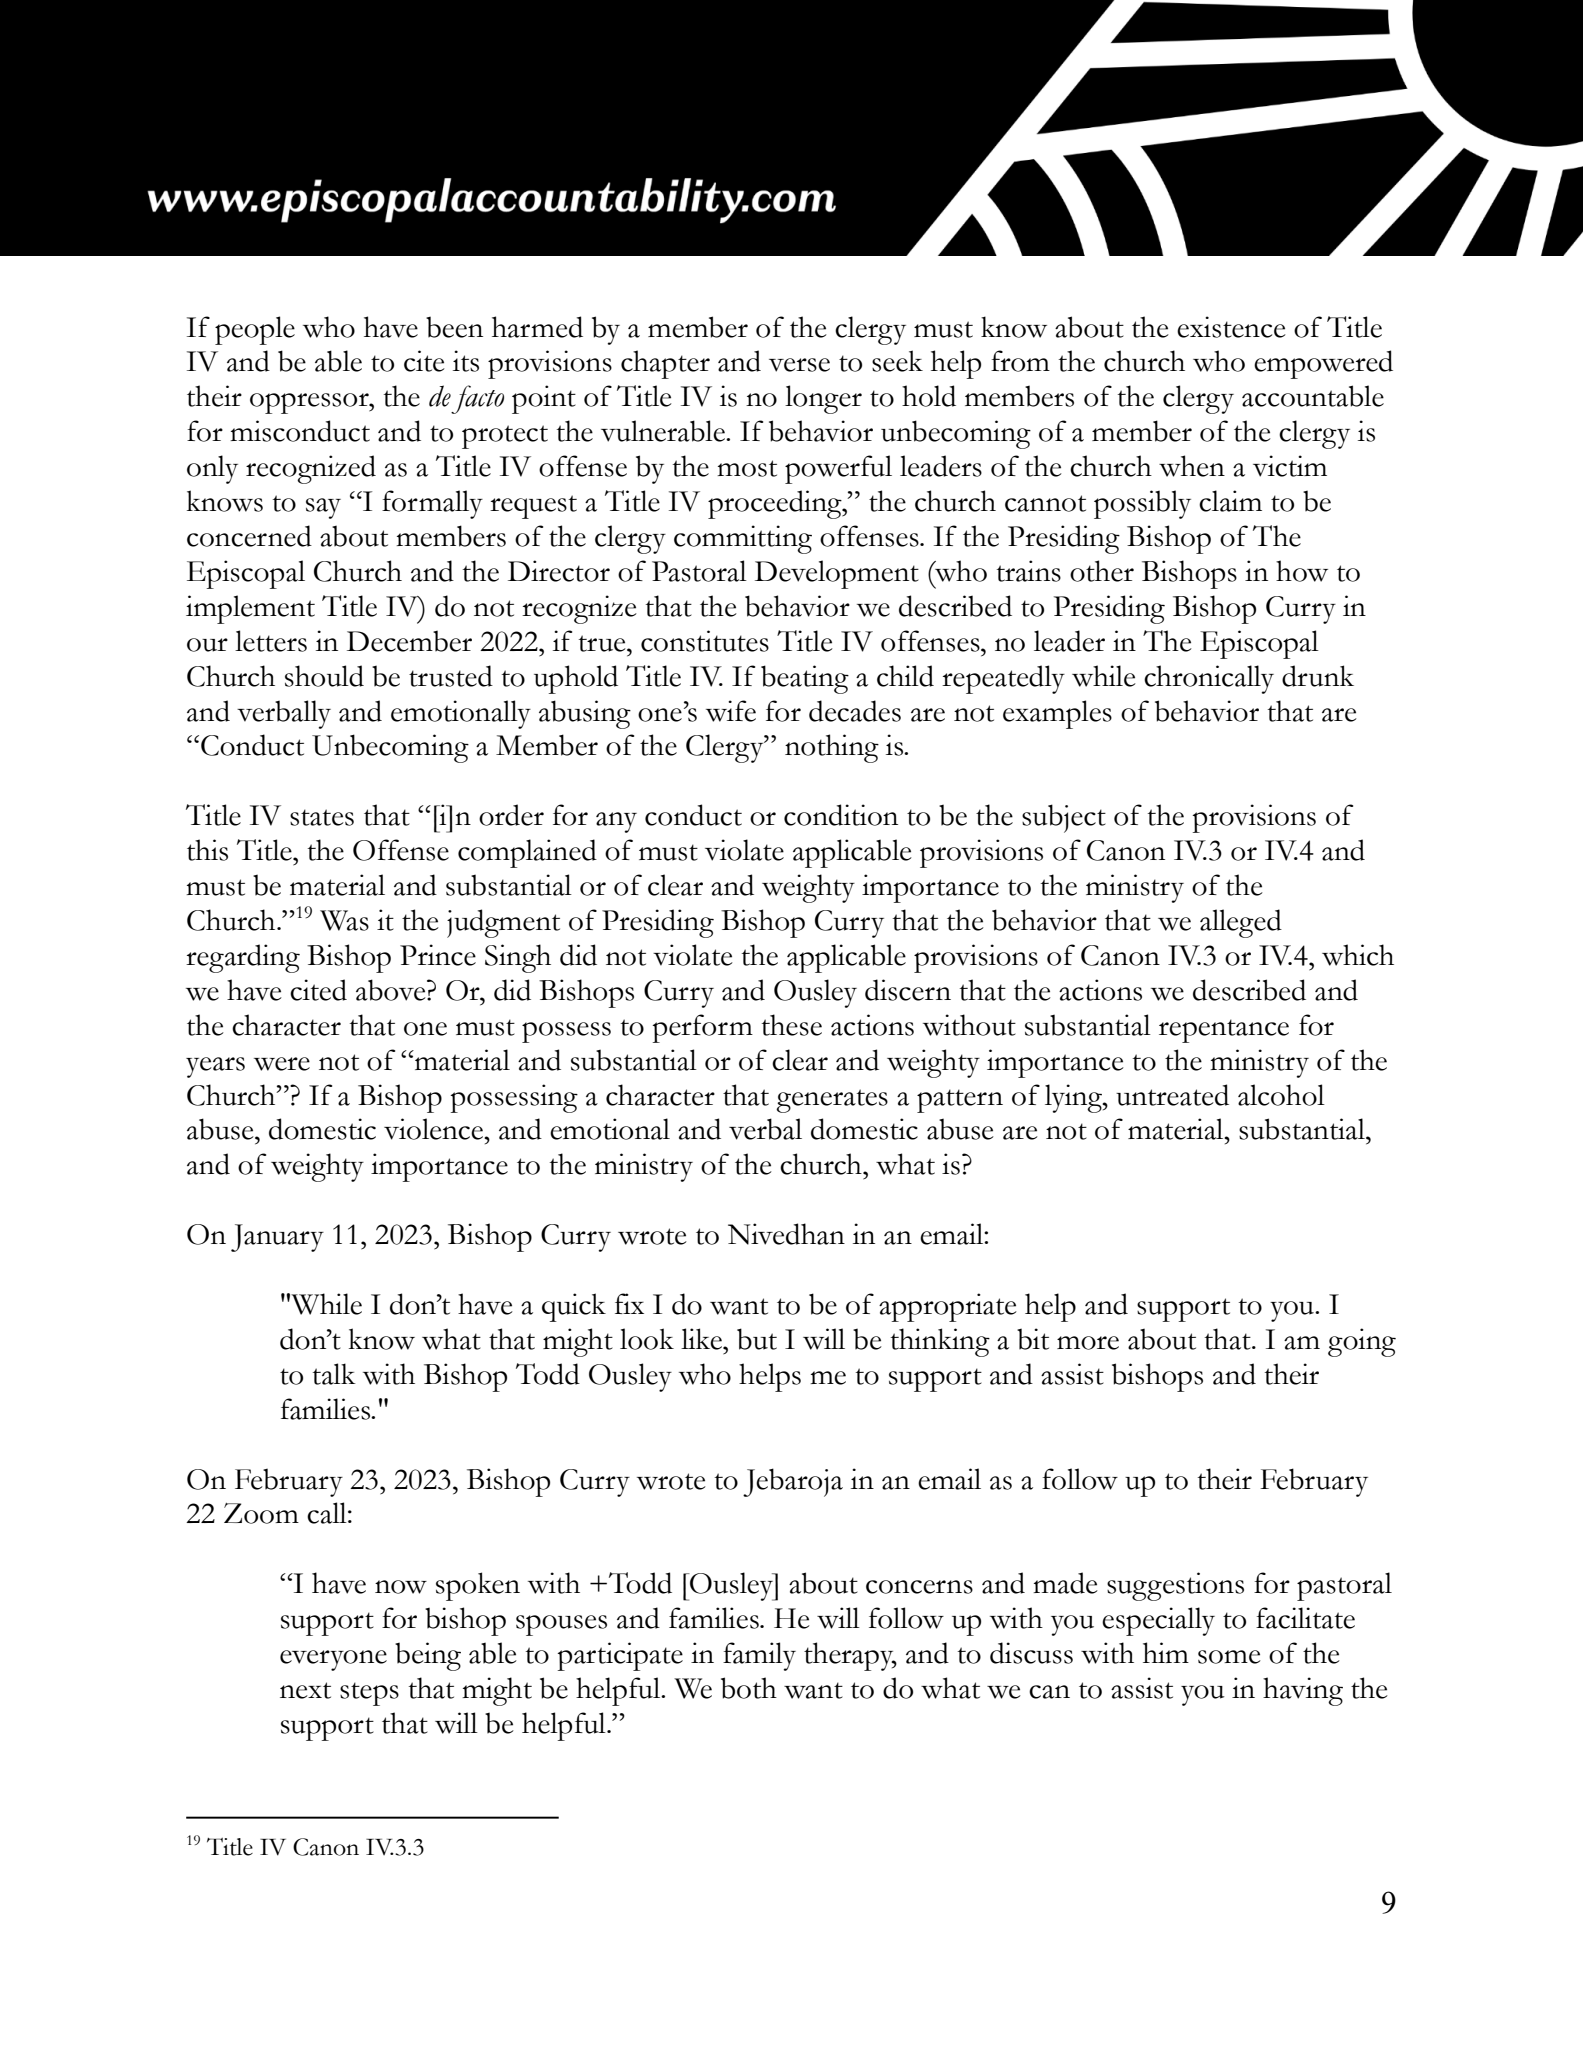 www.episcopalaccountability.com
If people who have been harmed by a member of the clergy must know about the existence of Title
IV and be able to cite its provisions chapter and verse to seek help from the church who empowered
their oppressor, the de facto point of Title IV is no longer to hold members of the clergy accountable
for misconduct and to protect the vulnerable. If behavior unbecoming of a member of the clergy is
only recognized as a Title IV offense by the most powerful leaders of the church when a victim
knows to say “I formally request a Title IV proceeding,” the church cannot possibly claim to be
concerned about members of the clergy committing offenses. If the Presiding Bishop of The
Episcopal Church and the Director of Pastoral Development (who trains other Bishops in how to
implement Title IV) do not recognize that the behavior we described to Presiding Bishop Curry in
our letters in December 2022, if true, constitutes Title IV offenses, no leader in The Episcopal
Church should be trusted to uphold Title IV. If beating a child repeatedly while chronically drunk
and verbally and emotionally abusing one’s wife for decades are not examples of behavior that are
“Conduct Unbecoming a Member of the Clergy” nothing is.
Title IV states that “[i]n order for any conduct or condition to be the subject of the provisions of
this Title, the Offense complained of must violate applicable provisions of Canon IV.3 or IV.4 and
must be material and substantial or of clear and weighty importance to the ministry of the
Church.”19 Was it the judgment of Presiding Bishop Curry that the behavior that we alleged
regarding Bishop Prince Singh did not violate the applicable provisions of Canon IV.3 or IV.4, which
we have cited above? Or, did Bishops Curry and Ousley discern that the actions we described and
the character that one must possess to perform these actions without substantial repentance for
years were not of “material and substantial or of clear and weighty importance to the ministry of the
Church”? If a Bishop possessing a character that generates a pattern of lying, untreated alcohol
abuse, domestic violence, and emotional and verbal domestic abuse are not of material, substantial,
and of weighty importance to the ministry of the church, what is?
On January 11, 2023, Bishop Curry wrote to Nivedhan in an email:
"While I don’t have a quick fix I do want to be of appropriate help and support to you. I
don’t know what that might look like, but I will be thinking a bit more about that. I am going
to talk with Bishop Todd Ousley who helps me to support and assist bishops and their
families."
On February 23, 2023, Bishop Curry wrote to Jebaroja in an email as a follow up to their February
22 Zoom call:
“I have now spoken with +Todd [Ousley] about concerns and made suggestions for pastoral
support for bishop spouses and families. He will follow up with you especially to facilitate
everyone being able to participate in family therapy, and to discuss with him some of the
next steps that might be helpful. We both want to do what we can to assist you in having the
support that will be helpful.”
19 Title IV Canon IV.3.3
9